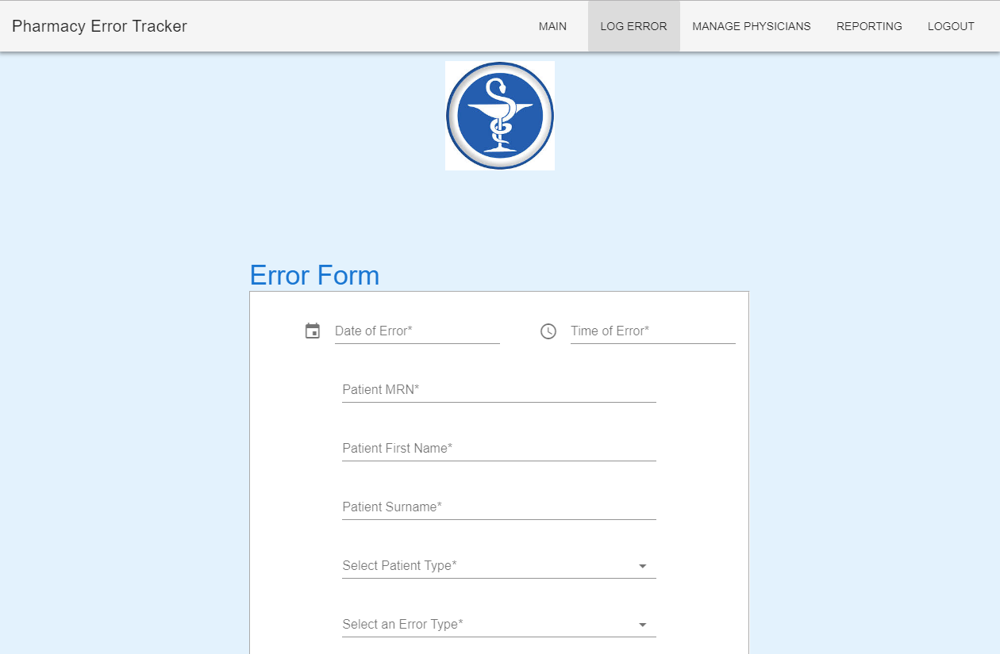 Pharmacy Error Tracker MAIN LOG ERROR MANAGE PHYSICIANS REPORTING LOGOUT
Error Form
Date of Error* Time of Error*
Patient MRN*
Patient First Name*
Patient Surname*
Select Patient Type*
Select an Error Type*